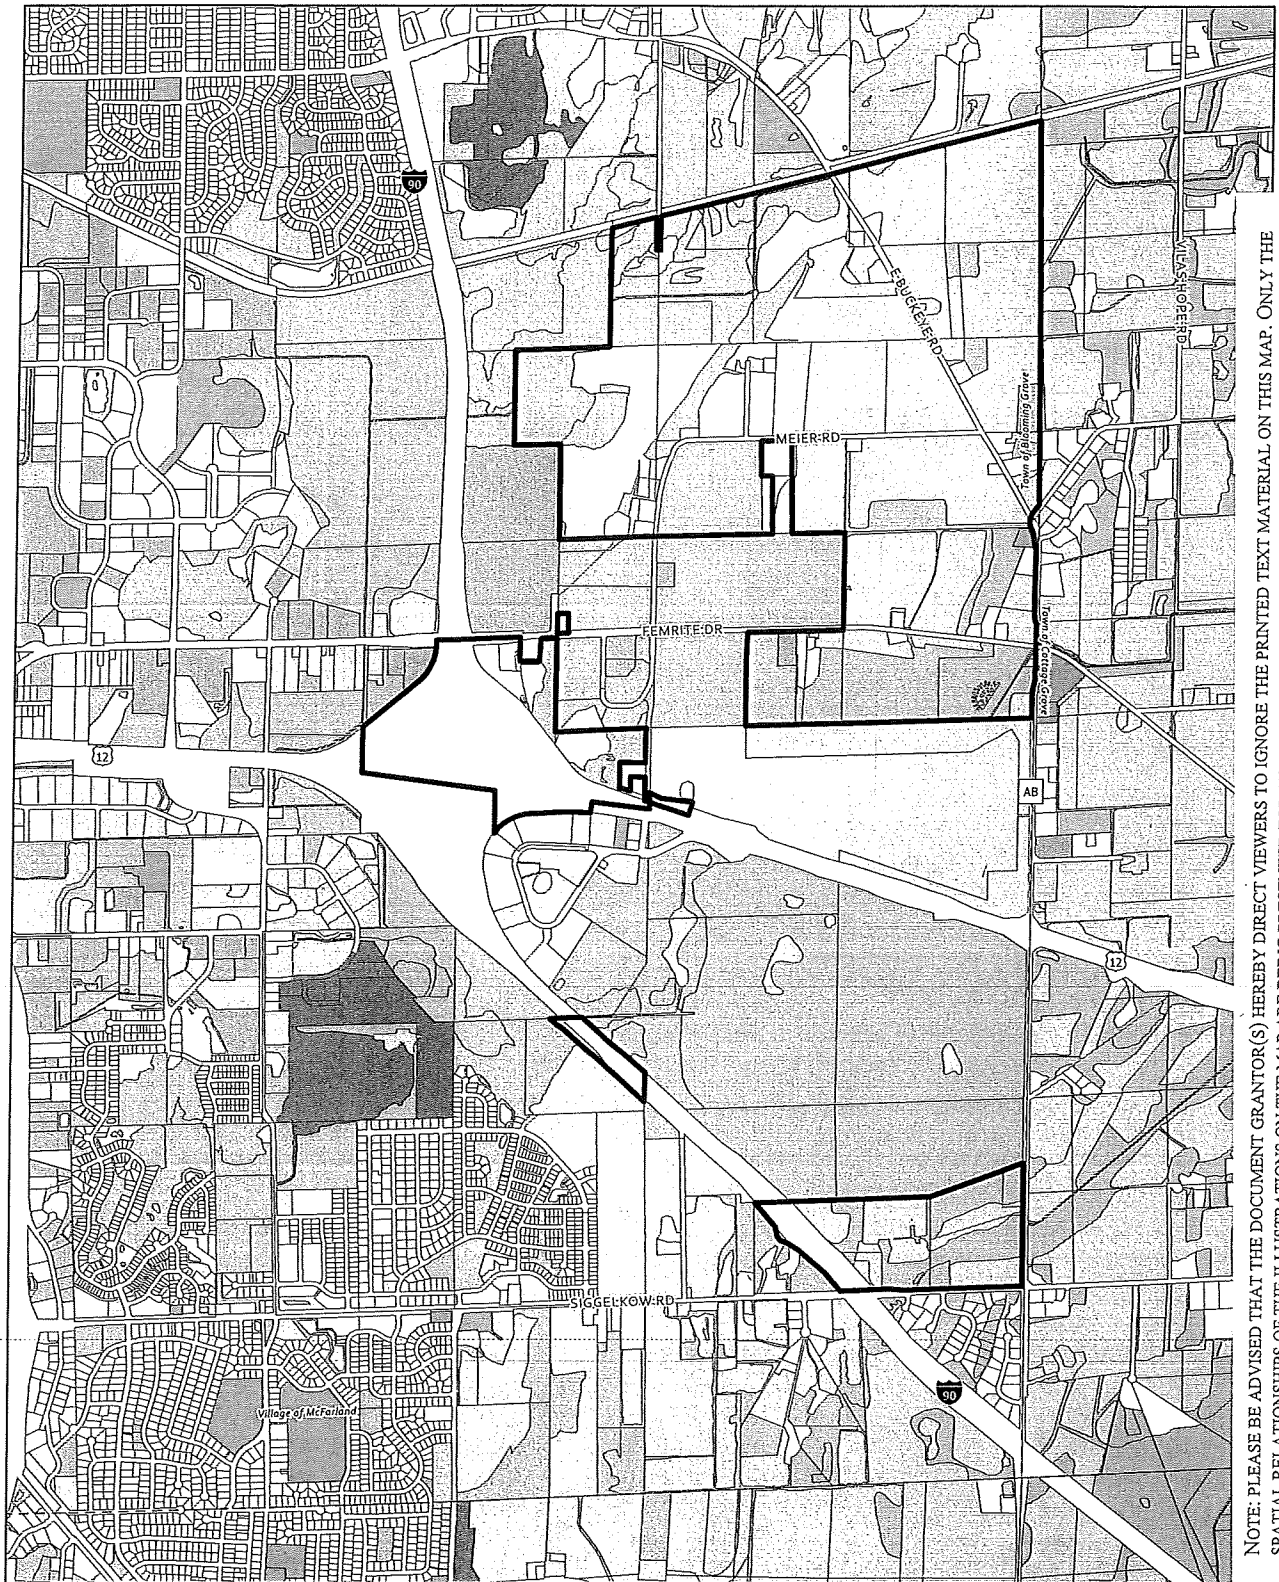 90
12
E BUCKEYE RD
VILAS HOPE RD
Town of Blooming Grove
MEIER RD
FEMRITE DR
Town of Cottage Grove
AB
12
SIGGELKOW RD
Village of McFarland
90
NOTE: PLEASE BE ADVISED THAT THE DOCUMENT GRANTOR(S) HEREBY DIRECT VIEWERS TO IGNORE THE PRINTED TEXT MATERIAL ON THIS MAP. ONLY THE